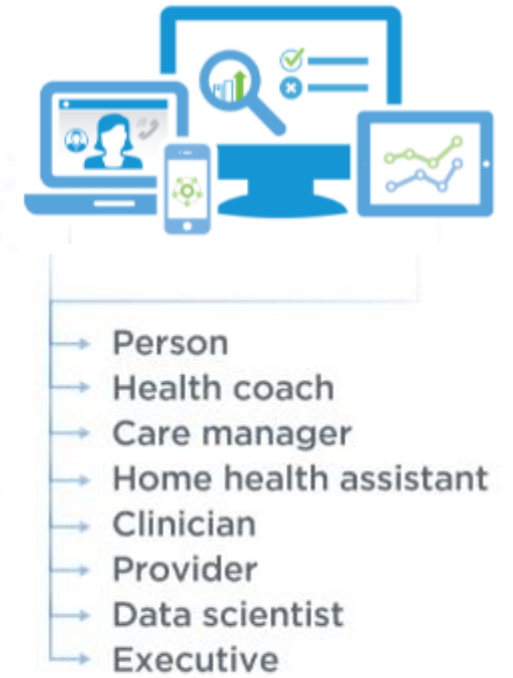 Person
Health coach
Care manager
Home health assistant
Clinician
Provider
Data scientist
Executive